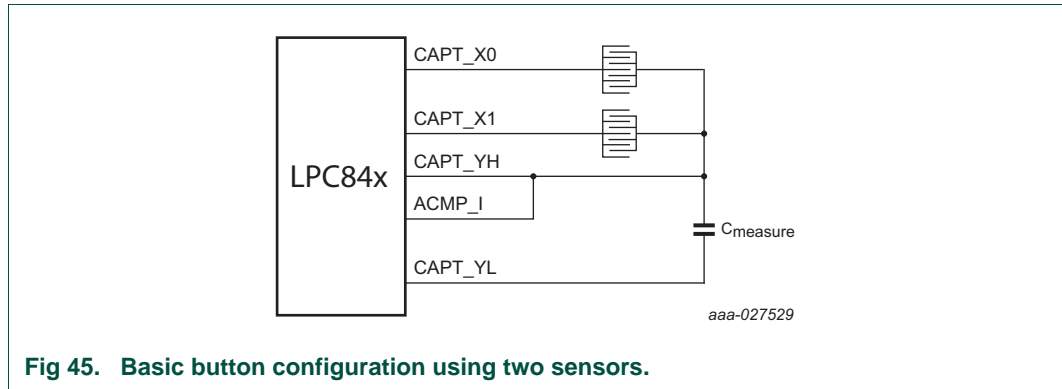 CAPT_X0
CAPT_X1
LPC84x
CAPT_YH
ACMP_I
Cmeasure
CAPT_YL
aaa-027529
Fig 45. Basic button configuration using two sensors.